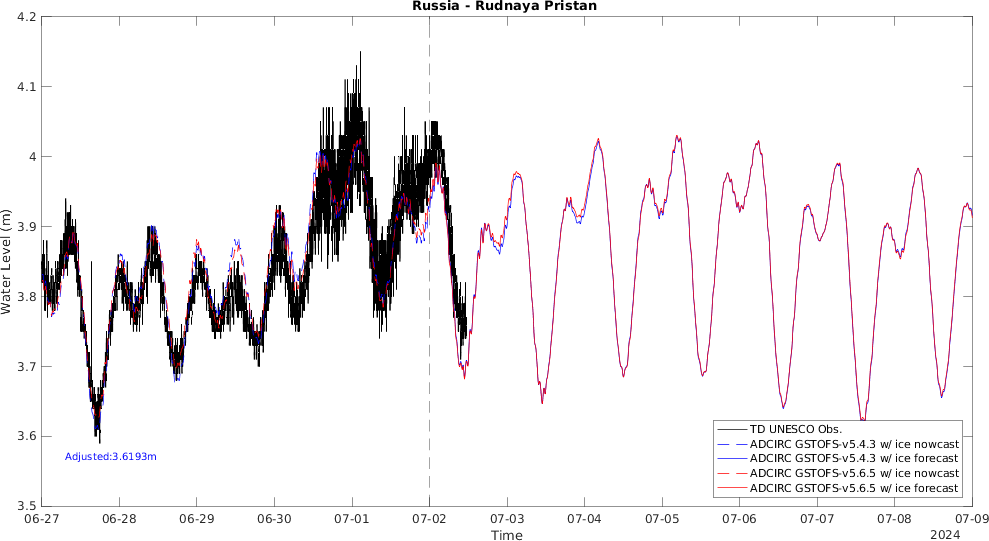 Russia - Rudnaya Pristan
4.2
4.1
4
3.9
3.8
3.7
3.6
3.5
Water Level (m)
Adjusted:3.6193m
TD UNESCO Obs.
ADCIRC GSTOFS-v5.4.3 w/ ice nowcast
ADCIRC GSTOFS-v5.4.3 w/ ice forecast
ADCIRC GSTOFS-v5.6.5 w/ ice nowcast
ADCIRC GSTOFS-v5.6.5 w/ ice forecast
06-27 06-28 06-29 06-30 07-01 07-02 07-03 07-04 07-05 07-06 07-07 07-08 07-09
Time
2024